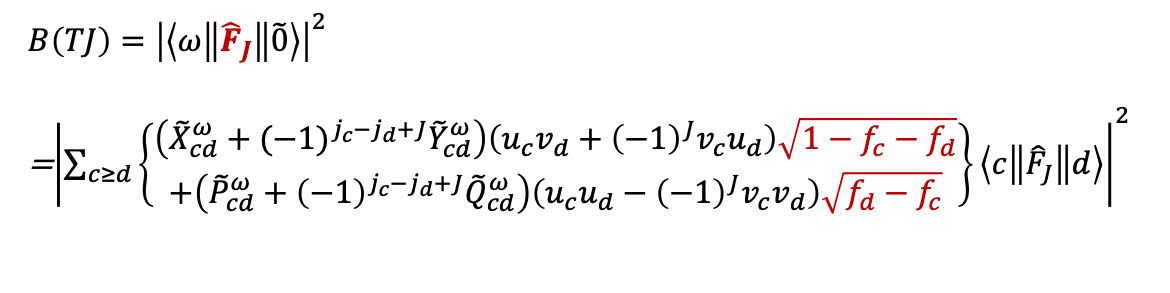 B(TJ) = |⟨ω‖F̂_J‖0̃⟩|²
=|∑_{c≥d} { (X̃^ω_{cd} + (−1)^{j_c−j_d+J} Ỹ^ω_{cd})(u_c v_d + (−1)^J v_c u_d)√(1 − f_c − f_d)
+(P̃^ω_{cd} + (−1)^{j_c−j_d+J} Q̃^ω_{cd})(u_c u_d − (−1)^J v_c v_d)√(f_d − f_c) } ⟨c‖F̂_J‖d⟩|²